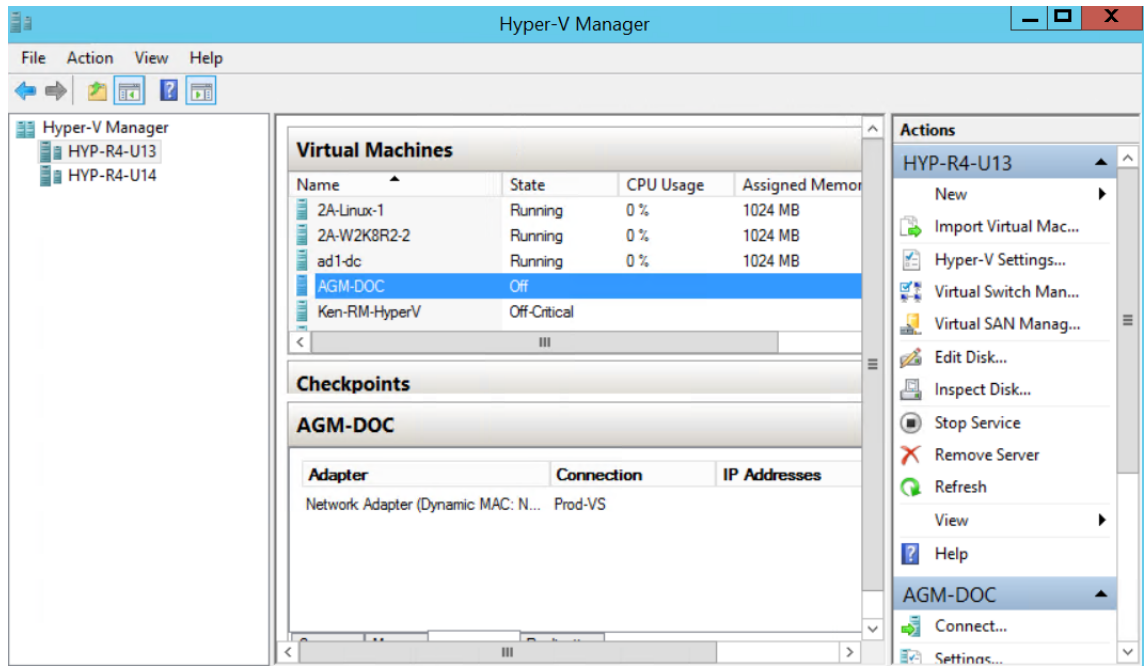 Hyper-V Manager
File Action View Help
Hyper-V Manager
HYP-R4-U13
HYP-R4-U14
Virtual Machines
Name State CPU Usage Assigned Memor
2A-Linux-1 Running 0 % 1024 MB
2A-W2K8R2-2 Running 0 % 1024 MB
ad1-dc Running 0 % 1024 MB
AGM-DOC Off
Ken-RM-HyperV Off-Critical
Checkpoints
AGM-DOC
Adapter Connection IP Addresses
Network Adapter (Dynamic MAC: N... Prod-VS
Actions
HYP-R4-U13
New
Import Virtual Mac...
Hyper-V Settings...
Virtual Switch Man...
Virtual SAN Manag...
Edit Disk...
Inspect Disk...
Stop Service
Remove Server
Refresh
View
Help
AGM-DOC
Connect...
Settings...